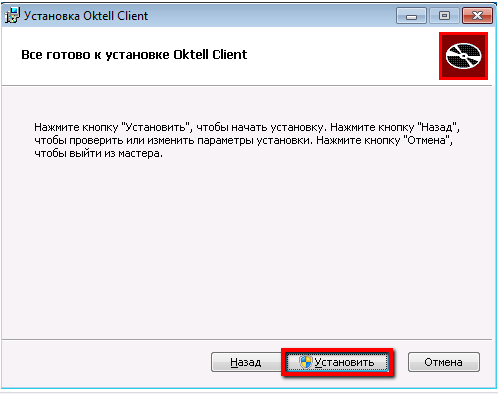 Установка Oktell Client
Все готово к установке Oktell Client
Нажмите кнопку "Установить", чтобы начать установку. Нажмите кнопку "Назад",
чтобы проверить или изменить параметры установки. Нажмите кнопку "Отмена",
чтобы выйти из мастера.
Назад Установить Отмена